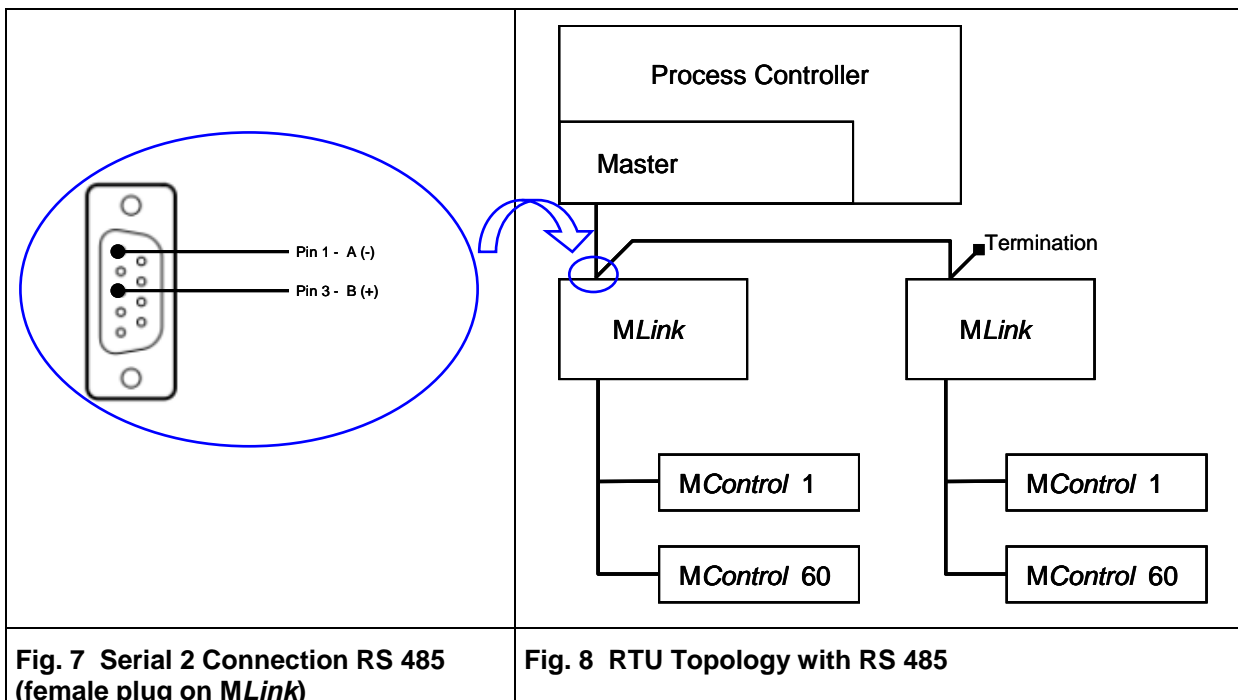 Pin 1 - A (-)
Pin 3 - B (+)
Process Controller
Master
Termination
MLink
MLink
MControl 1
MControl 1
MControl 60
MControl 60
Fig. 7 Serial 2 Connection RS 485
(female plug on MLink)
Fig. 8 RTU Topology with RS 485